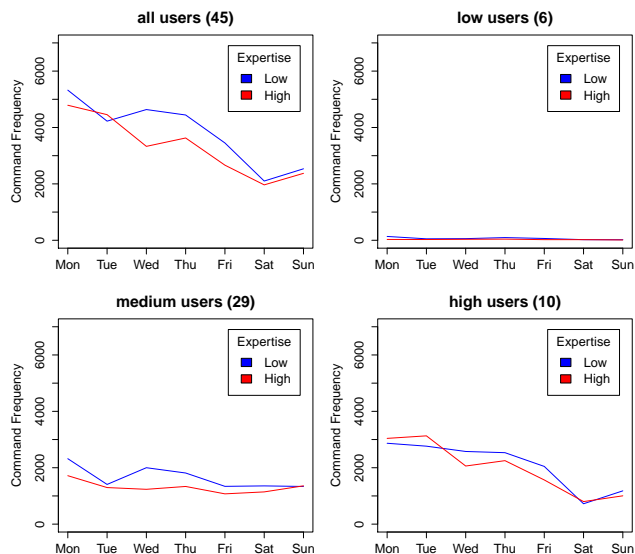 all users (45)
Command Frequency
0 2000 4000 6000
Expertise
Low
High
Mon Tue Wed Thu Fri Sat Sun
low users (6)
Command Frequency
0 2000 4000 6000
Expertise
Low
High
Mon Tue Wed Thu Fri Sat Sun
medium users (29)
Command Frequency
0 2000 4000 6000
Expertise
Low
High
Mon Tue Wed Thu Fri Sat Sun
high users (10)
Command Frequency
0 2000 4000 6000
Expertise
Low
High
Mon Tue Wed Thu Fri Sat Sun